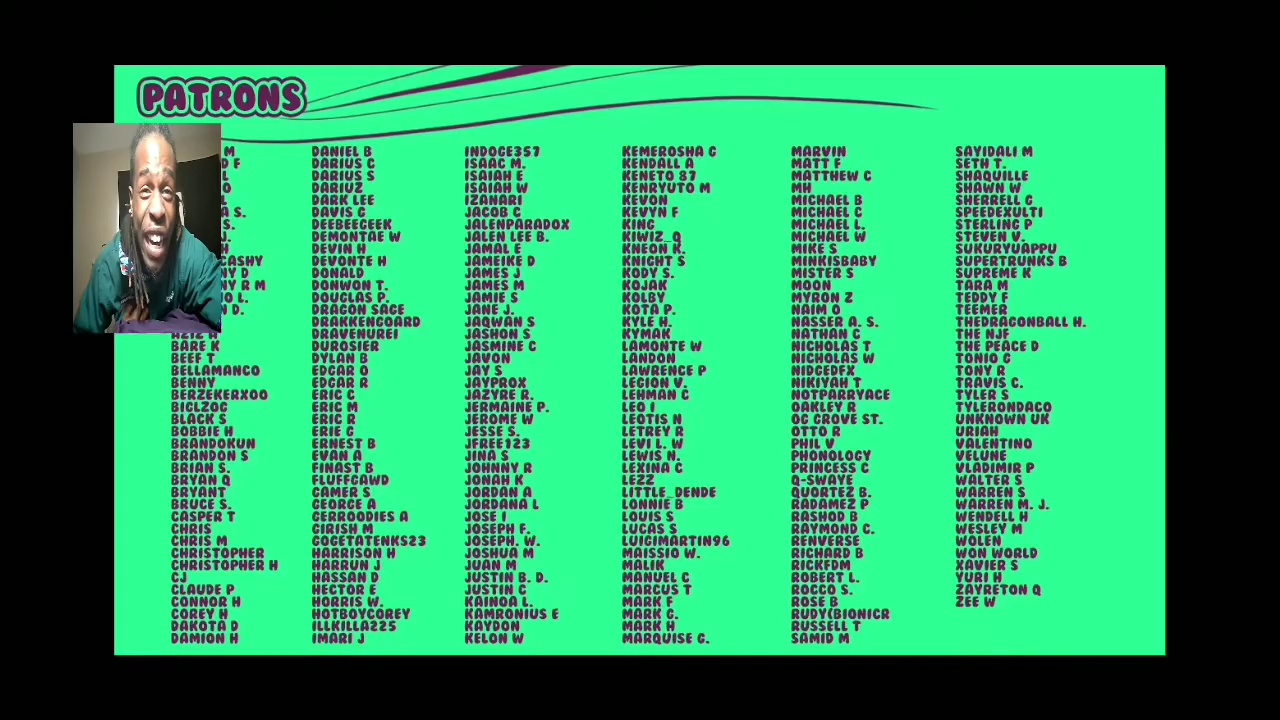 PATRONS
M
D F
L
O
L
A S.
S.
J.
H
CASHY
NY D
NY R M
O L.
N D.
AZIZ H
BARE K
BEEF T
BELLAMANCO
BENNY
BERZEKERXOO
BIGLZOG
BLACK S
BOBBIE H
BRANDOKUN
BRANDON S
BRIAN S.
BRYAN Q
BRYANT
BRUCE S.
CASPER T
CHRIS
CHRIS M
CHRISTOPHER
CHRISTOPHER H
CJ
CLAUDE P
CONNOR H
COREY H
DAKOTA D
DAMION H
DANIEL B
DARIUS C
DARIUS S
DARIUZ
DARK LEE
DAVIS G
DEEBEEGEEK
DEMONTAE W
DEVIN H
DEVONTE H
DONALD
DONWON T.
DOUGLAS P.
DRAGON SAGE
DRAKKENGOARD
DRAVENUREI
DUROSIER
DYLAN B
EDGAR O
EDGAR R
ERIC C
ERIC M
ERIC R
ERIE G
ERNEST B
EVAN A
FINAST B
FLUFFGAWD
GAMER S
GEORGE A
GERROODIES A
GIRISH M
GOGETATENKS23
HARRISON H
HARRUN J
HASSAN D
HECTOR E
HORRIS W.
HOTBOYCOREY
ILLKILLA225
IMARI J
INDOGE357
ISAAC M.
ISAIAH E
ISAIAH W
IZANARI
JACOB C
JALENPARADOX
JALEN LEE B.
JAMAL E
JAMEIKE D
JAMES J
JAMES M
JAMIE S
JANE J.
JAQWAN S
JASHON S
JASMINE C
JAVON
JAY S
JAYPROX
JAZYRE R.
JERMAINE P.
JEROME W
JESSE S.
JFREE123
JINA S
JOHNNY R
JONAH K
JORDAN A
JORDANA L
JOSE I
JOSEPH F.
JOSEPH. W.
JOSHUA M
JUAN M
JUSTIN B. D.
JUSTIN C
KAINOA L.
KAMRONIUS E
KAYDON
KELON W
KEMEROSHA G
KENDALL A
KENETO 87
KENRYUTO M
KEVON
KEVYN F
KING
KIWIZ_Q
KNEON K.
KNIGHT S
KODY S.
KOJAK
KOLBY
KOTA P.
KYLE H.
KYMAK
LAMONTE W
LANDON
LAWRENCE P
LEGION V.
LEHMAN C
LEO I
LEOTIS N
LETREY R
LEVI L. W
LEWIS N.
LEXINA C
LEZZ
LITTLE_DENDE
LONNIE B
LOUIS S
LUCAS S
LUIGIMARTIN96
MAISSIO W.
MALIK
MANUEL C
MARCUS T
MARK F
MARK G.
MARK H
MARQUISE G.
MARVIN
MATT F
MATTHEW C
MH
MICHAEL B
MICHAEL C
MICHAEL L.
MICHAEL W
MIKE S
MINKISBABY
MISTER S
MOON
MYRON Z
NAIM O
NASSER A. S.
NATHAN C
NICHOLAS T
NICHOLAS W
NIDGEDFX
NIKIYAH T
NOTPARRYACE
OAKLEY R
OG GROVE ST.
OTTO R
PHIL V
PHONOLOGY
PRINCESS C
Q-SWAYE
QUORTEZ B.
RADAMEZ P
RASHOD B
RAYMOND C.
RENVERSE
RICHARD B
RICKFDM
ROBERT L.
ROCCO S.
ROSE B
RUDY(BIONICR
RUSSELL T
SAMID M
SAYIDALI M
SETH T.
SHAQUILLE
SHAWN W
SHERRELL G
SPEEDEXULTI
STERLING P
STEVEN V.
SUKURYUAPPU
SUPERTRUNKS B
SUPREME K
TARA M
TEDDY F
TEEMER
THEDRAGONBALL H.
THE NJF
THE PEACE D
TONIO G
TONY R
TRAVIS C.
TYLER S
TYLERONDACO
UNKNOWN UK
URIAH
VALENTINO
VELUNE
VLADIMIR P
WALTER S
WARREN S
WARREN M. J.
WENDELL H
WESLEY M
WOLEN
WON WORLD
XAVIER S
YURI H
ZAYRETON Q
ZEE W